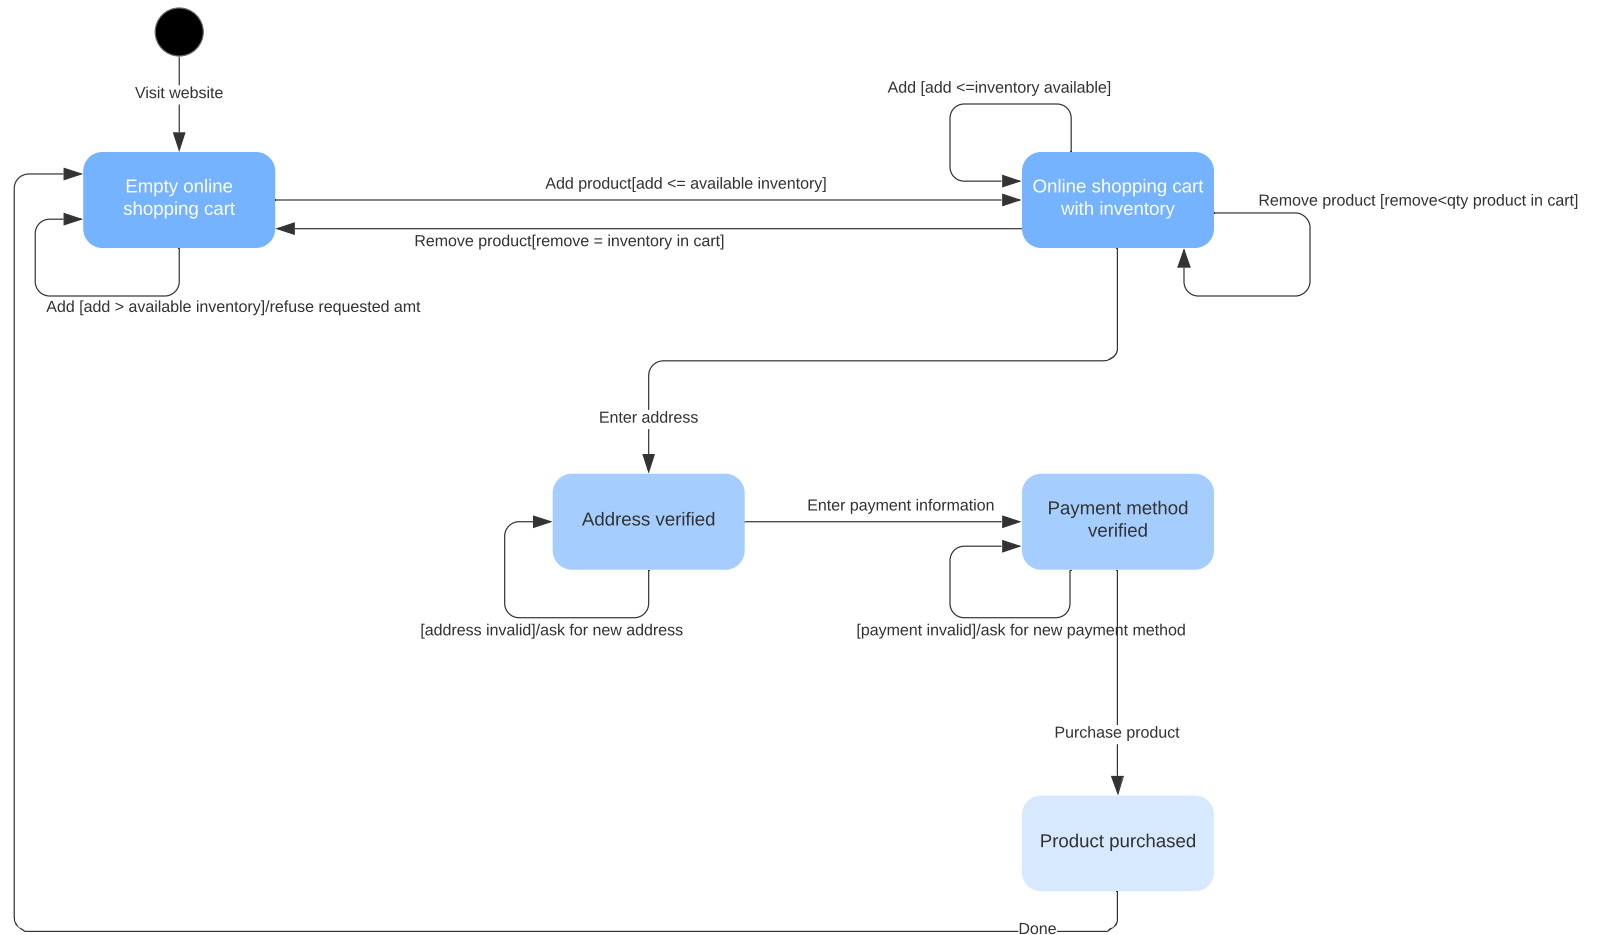 Visit website
Add [add <=inventory available]
Empty online
shopping cart
Add product[add <= available inventory]
Online shopping cart
with inventory
Remove product [remove<qty product in cart]
Remove product[remove = inventory in cart]
Add [add > available inventory]/refuse requested amt
Enter address
Address verified
Enter payment information
Payment method
verified
[address invalid]/ask for new address
[payment invalid]/ask for new payment method
Purchase product
Product purchased
Done